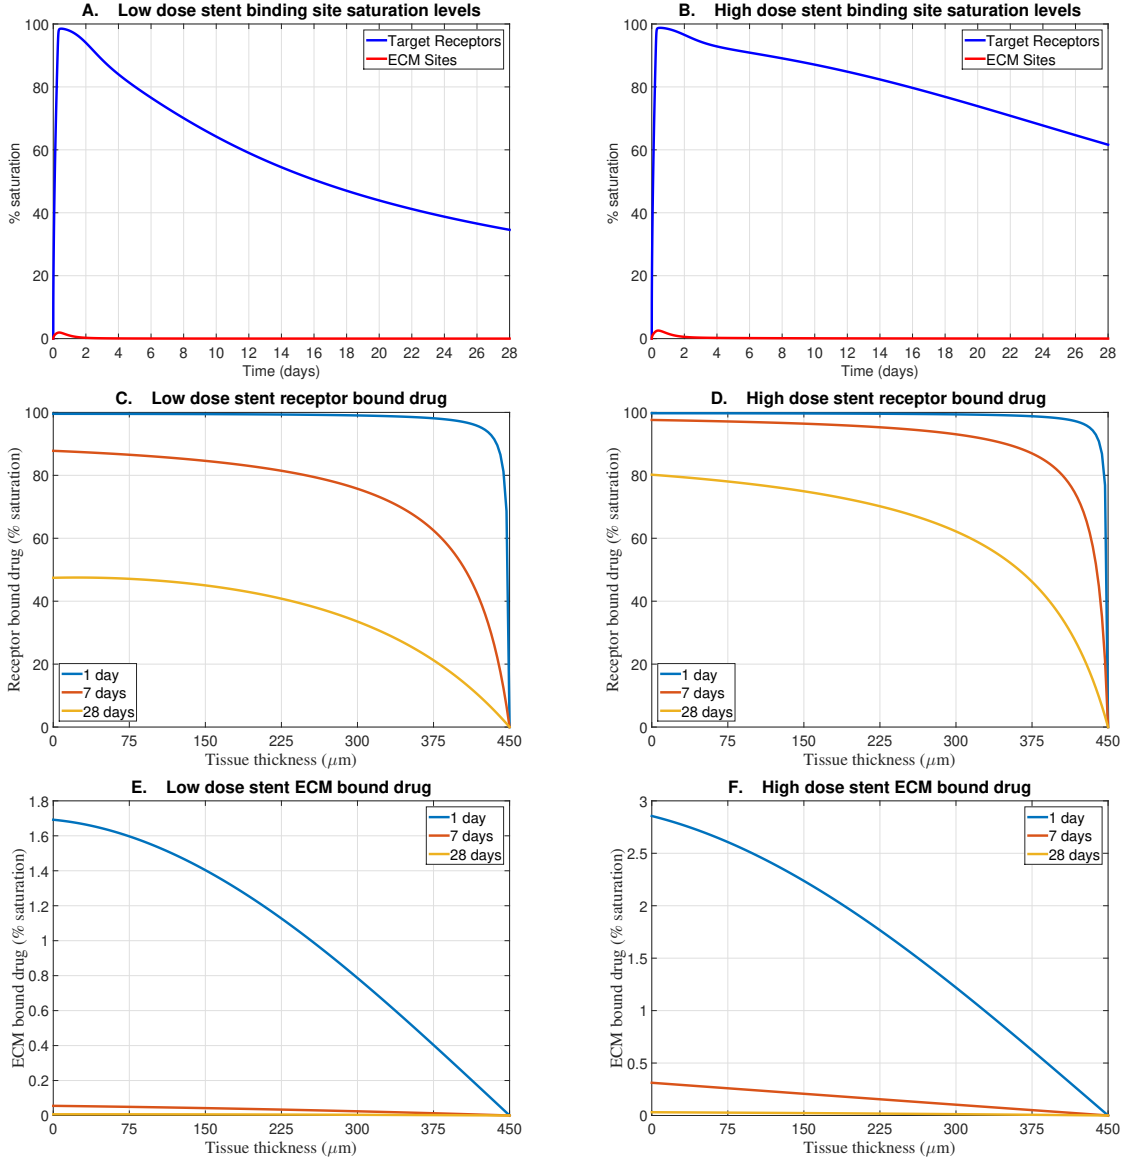 A. Low dose stent binding site saturation levels
100
80
60
40
20
0
% saturation
Target Receptors
ECM Sites
0 2 4 6 8 10 12 14 16 18 20 22 24 26 28
Time (days)
B. High dose stent binding site saturation levels
100
80
60
40
20
0
% saturation
Target Receptors
ECM Sites
0 2 4 6 8 10 12 14 16 18 20 22 24 26 28
Time (days)
C. Low dose stent receptor bound drug
100
80
60
40
20
0
Receptor bound drug (% saturation)
1 day
7 days
28 days
0 75 150 225 300 375 450
Tissue thickness (μm)
D. High dose stent receptor bound drug
100
80
60
40
20
0
Receptor bound drug (% saturation)
1 day
7 days
28 days
0 75 150 225 300 375 450
Tissue thickness (μm)
E. Low dose stent ECM bound drug
1.8
1.6
1.4
1.2
1
0.8
0.6
0.4
0.2
0
ECM bound drug (% saturation)
1 day
7 days
28 days
0 75 150 225 300 375 450
Tissue thickness (μm)
F. High dose stent ECM bound drug
3
2.5
2
1.5
1
0.5
0
ECM bound drug (% saturation)
1 day
7 days
28 days
0 75 150 225 300 375 450
Tissue thickness (μm)